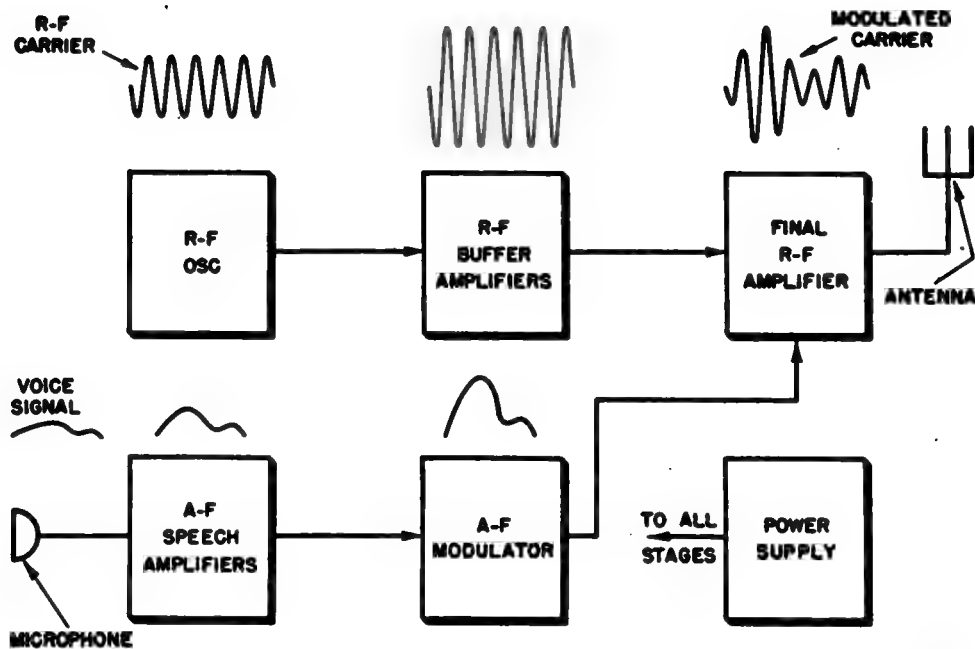 R-F
CARRIER
MODULATED
CARRIER
R-F
OSC
R-F
BUFFER
AMPLIFIERS
FINAL
R-F
AMPLIFIER
ANTENNA
VOICE
SIGNAL
A-F
SPEECH
AMPLIFIERS
A-F
MODULATOR
TO ALL
STAGES
POWER
SUPPLY
MICROPHONE